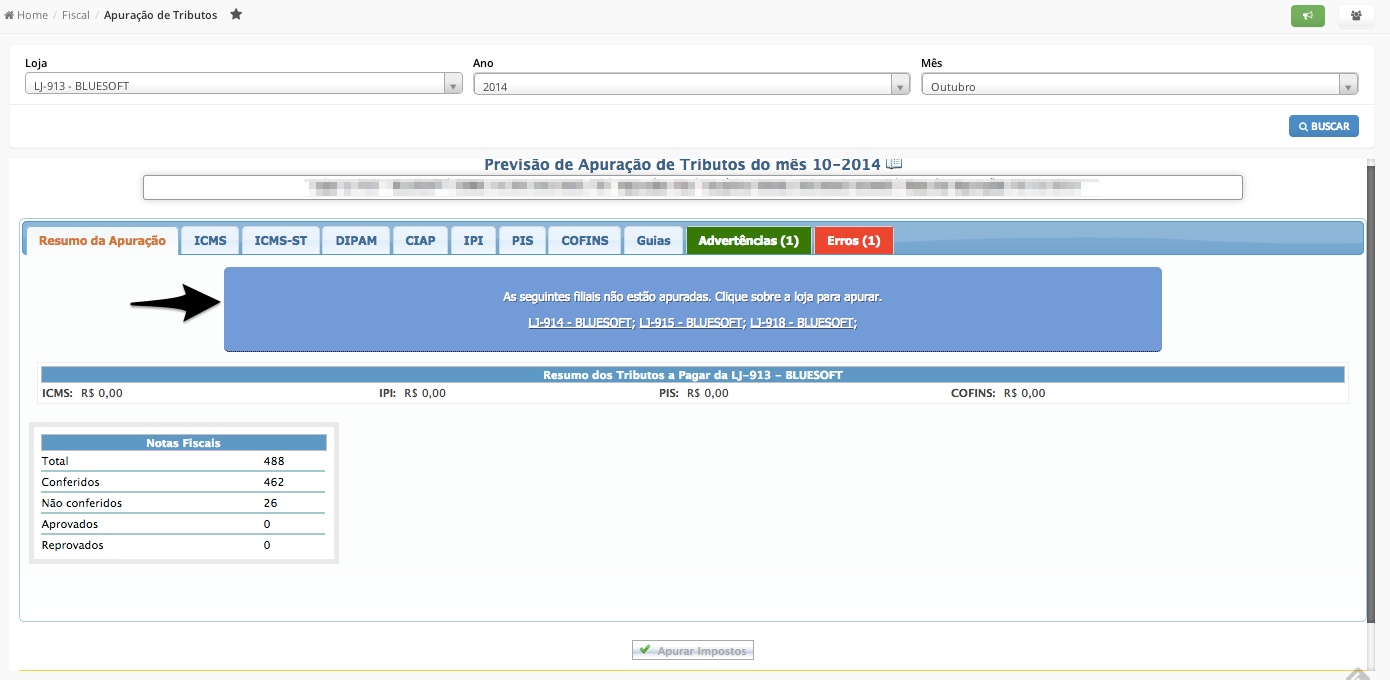 Home / Fiscal / Apuração de Tributos
Loja Ano Mês
LJ-913 - BLUESOFT 2014 Outubro
BUSCAR
Previsão de Apuração de Tributos do mês 10-2014
Resumo da Apuração ICMS ICMS-ST DIPAM CIAP IPI PIS COFINS Guias Advertências (1) Erros (1)
As seguintes filiais não estão apuradas. Clique sobre a loja para apurar.
LJ-914 - BLUESOFT; LJ-915 - BLUESOFT; LJ-918 - BLUESOFT;
Resumo dos Tributos a Pagar da LJ-913 - BLUESOFT
ICMS: R$ 0,00 IPI: R$ 0,00 PIS: R$ 0,00 COFINS: R$ 0,00
Notas Fiscais
Total 488
Conferidos 462
Não conferidos 26
Aprovados 0
Reprovados 0
Apurar Impostos